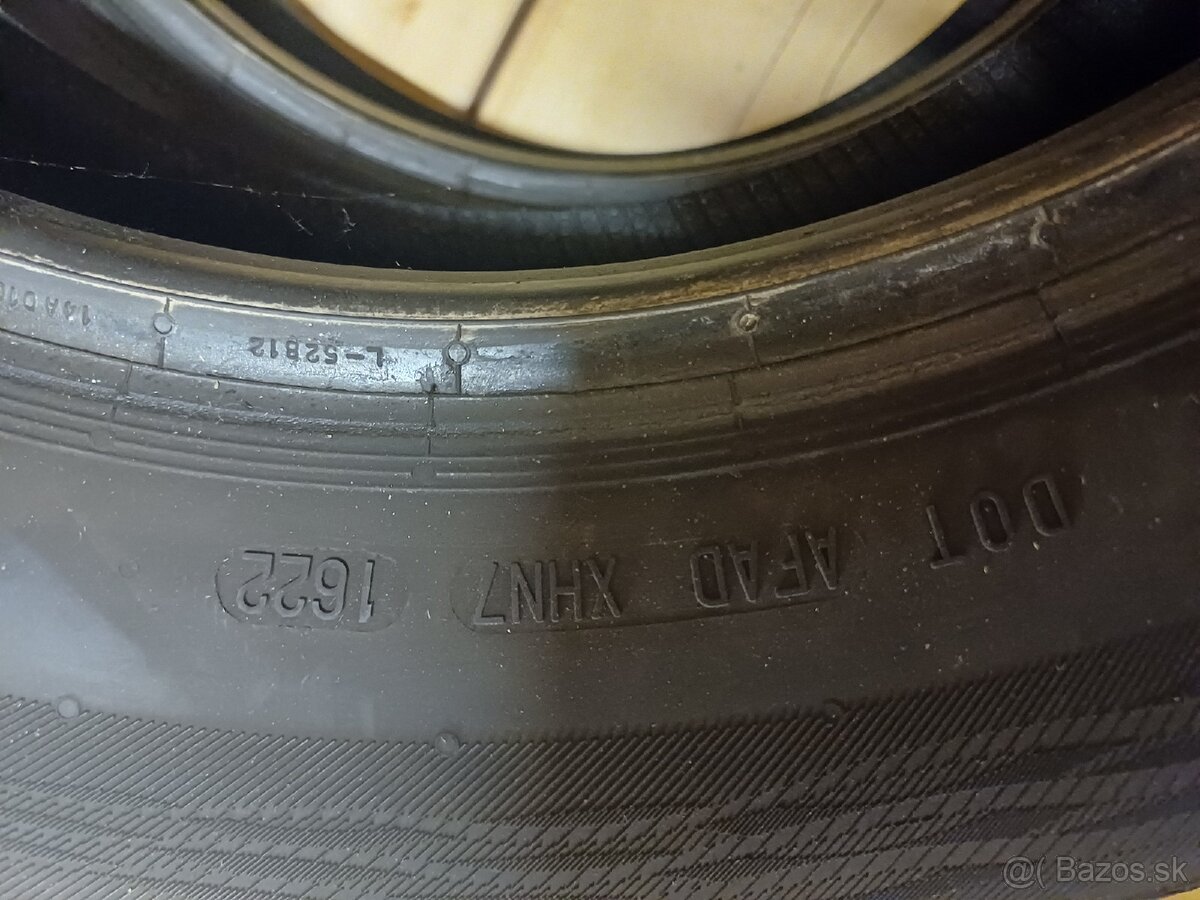 L-52B12
DOT AFAD XHN7 1622
@( Bazos.sk